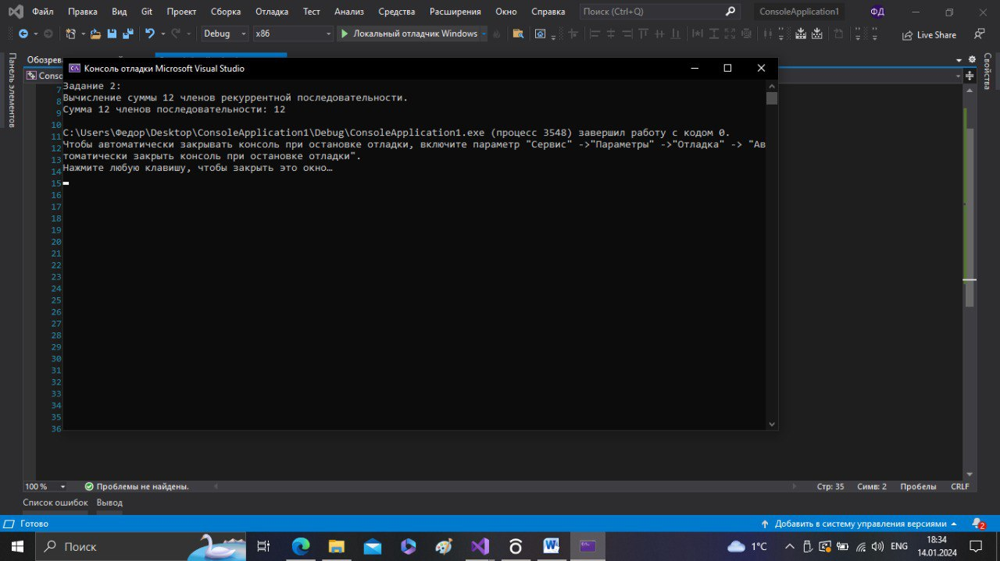 Файл Правка Вид Git Проект Сборка Отладка Тест Анализ Средства Расширения Окно Справка Поиск (Ctrl+Q) ConsoleApplication1 ФД
Debug x86 Локальный отладчик Windows Live Share
Панель элементов
Обозрев
Свойства
Консоль отладки Microsoft Visual Studio
Conso
Задание 2:
Вычисление суммы 12 членов рекуррентной последовательности.
Сумма 12 членов последовательности: 12
C:\Users\Федор\Desktop\ConsoleApplication1\Debug\ConsoleApplication1.exe (процесс 3548) завершил работу с кодом 0.
Чтобы автоматически закрывать консоль при остановке отладки, включите параметр "Сервис" ->"Параметры" ->"Отладка" -> "Ав
томатически закрыть консоль при остановке отладки".
Нажмите любую клавишу, чтобы закрыть это окно…
7
8
9
10
11
12
13
14
15
16
17
18
19
20
21
22
23
24
25
26
27
28
29
30
31
32
33
34
35
36
100 % Проблемы не найдены. Стр: 35 Симв: 2 Пробелы CRLF
Список ошибок Вывод
Готово Добавить в систему управления версиями 2
Поиск 1°C ENG 18:34
14.01.2024